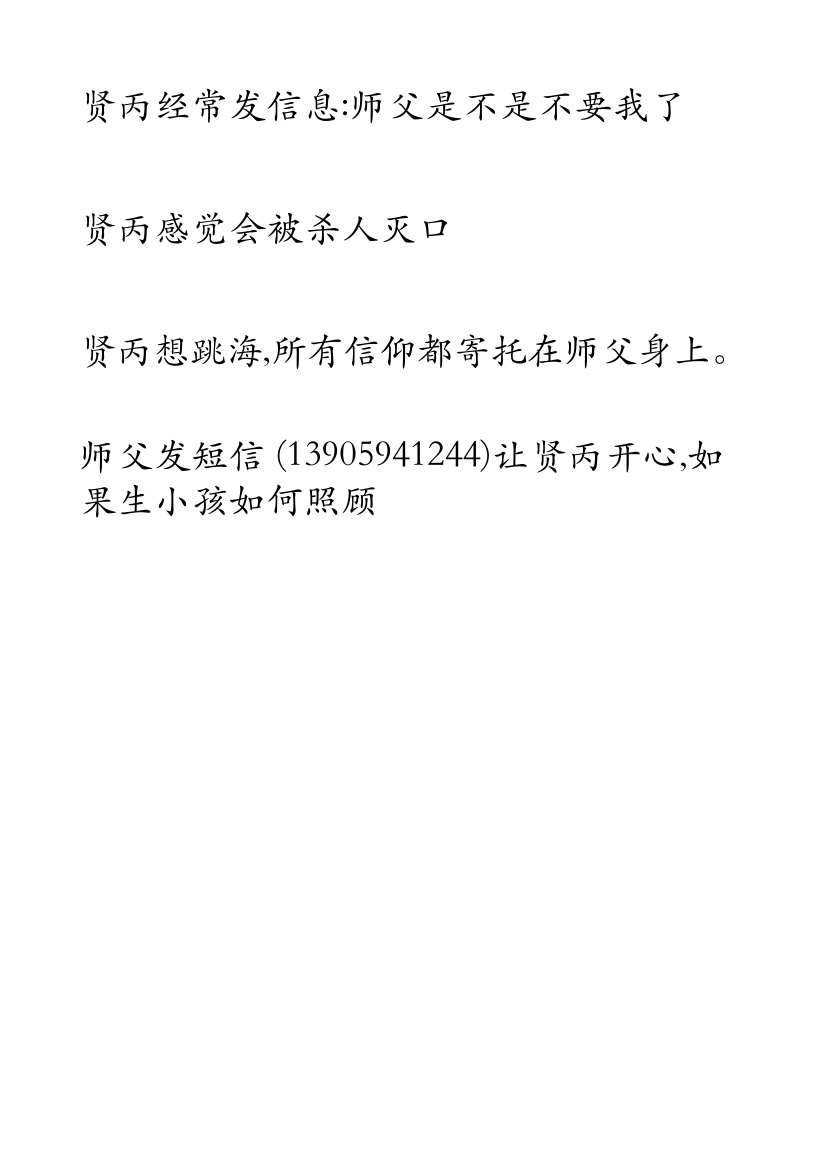 贤丙经常发信息:师父是不是不要我了
贤丙感觉会被杀人灭口
贤丙想跳海,所有信仰都寄托在师父身上。
师父发短信 (13905941244)让贤丙开心,如
果生小孩如何照顾